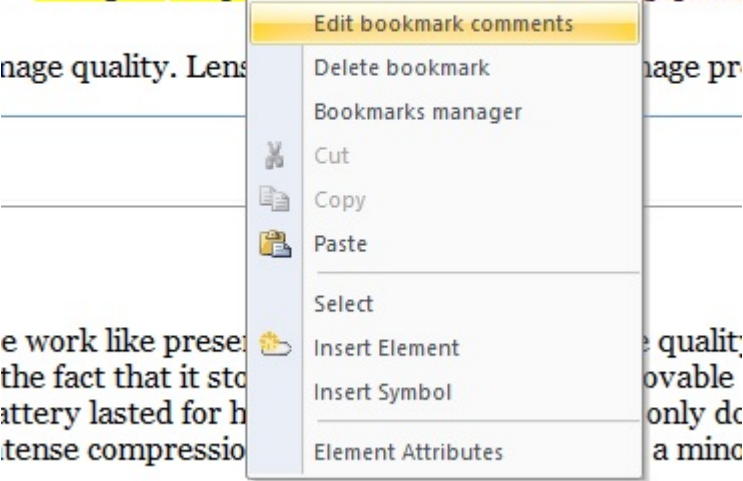 Edit bookmark comments
nage quality. Lens
Delete bookmark
nage pr
Bookmarks manager
Cut
Copy
Paste
Select
e work like prese
Insert Element
quality
the fact that it sto
ovable
Insert Symbol
attery lasted for h
only do
tense compressio
Element Attributes
a mino